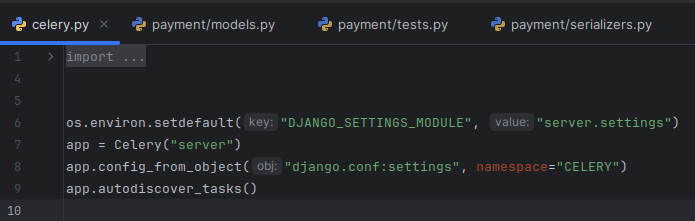 celery.py × payment/models.py payment/tests.py payment/serializers.py
1 > import ...
4
5
6 os.environ.setdefault( key: "DJANGO_SETTINGS_MODULE", value: "server.settings")
7 app = Celery("server")
8 app.config_from_object( obj: "django.conf:settings", namespace="CELERY")
9 app.autodiscover_tasks()
10